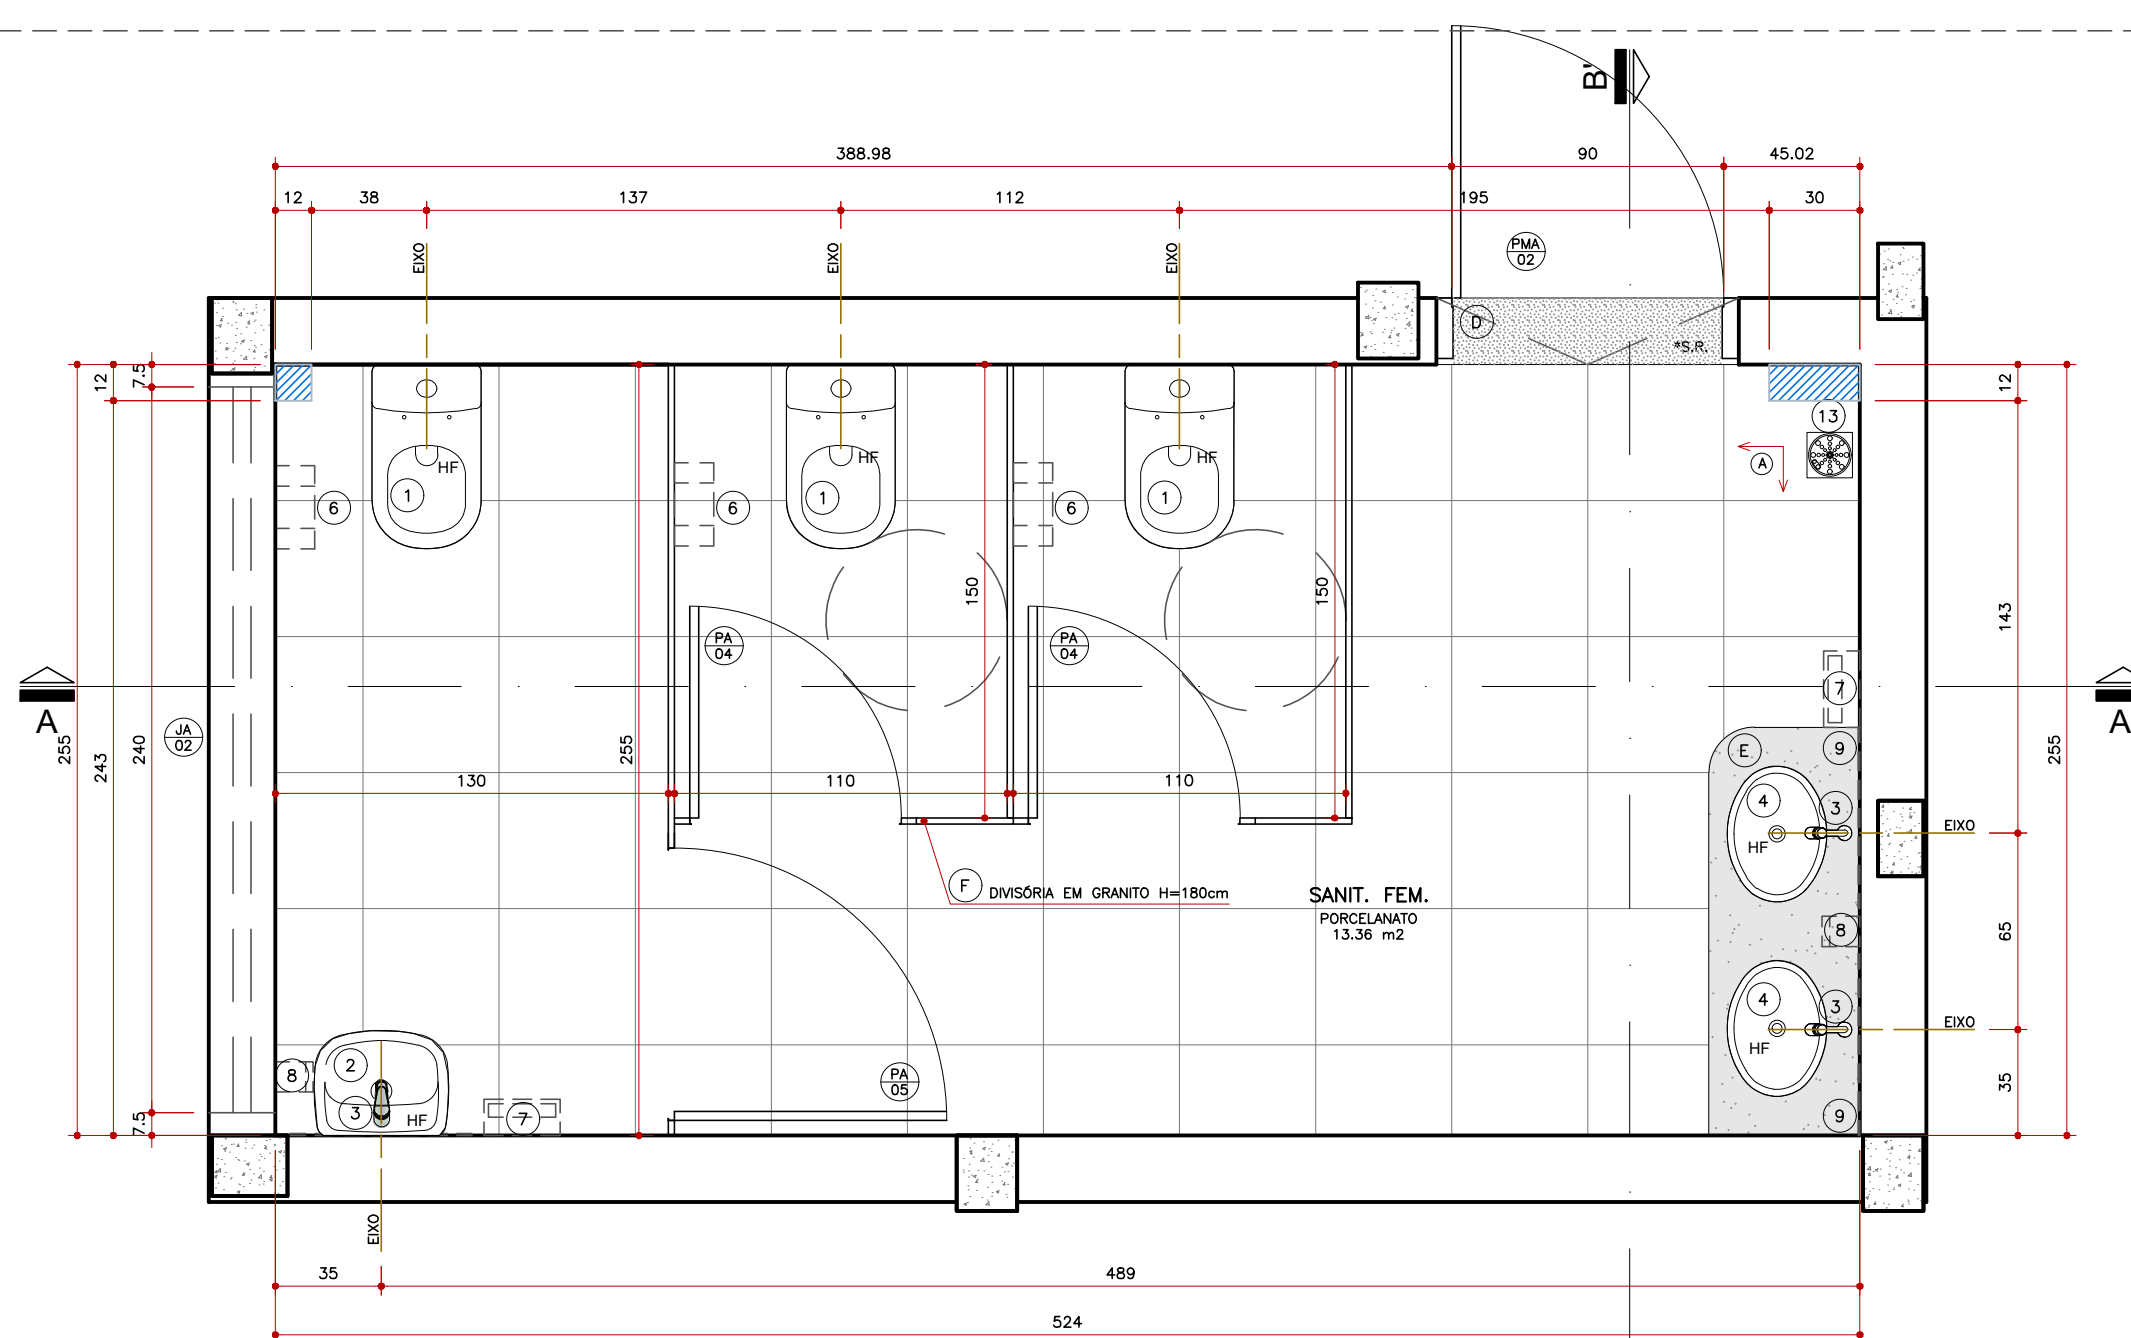 B'
388.98
90
45.02
12
38
137
112
195
30
EIXO
EIXO
EIXO
PMA
02
D
*S.R.
12
7.5
12
13
HF
HF
HF
A
1
1
1
6
6
6
150
150
143
PA
04
PA
04
7
A
A
JA
02
255
243
240
255
E
9
255
130
110
110
4
3
EIXO
HF
F
DIVISÓRIA EM GRANITO H=180cm
SANIT. FEM.
PORCELANATO
13.36 m2
8
65
4
3
EIXO
HF
8
2
PA
05
35
3
HF
7
9
7.5
EIXO
35
489
524